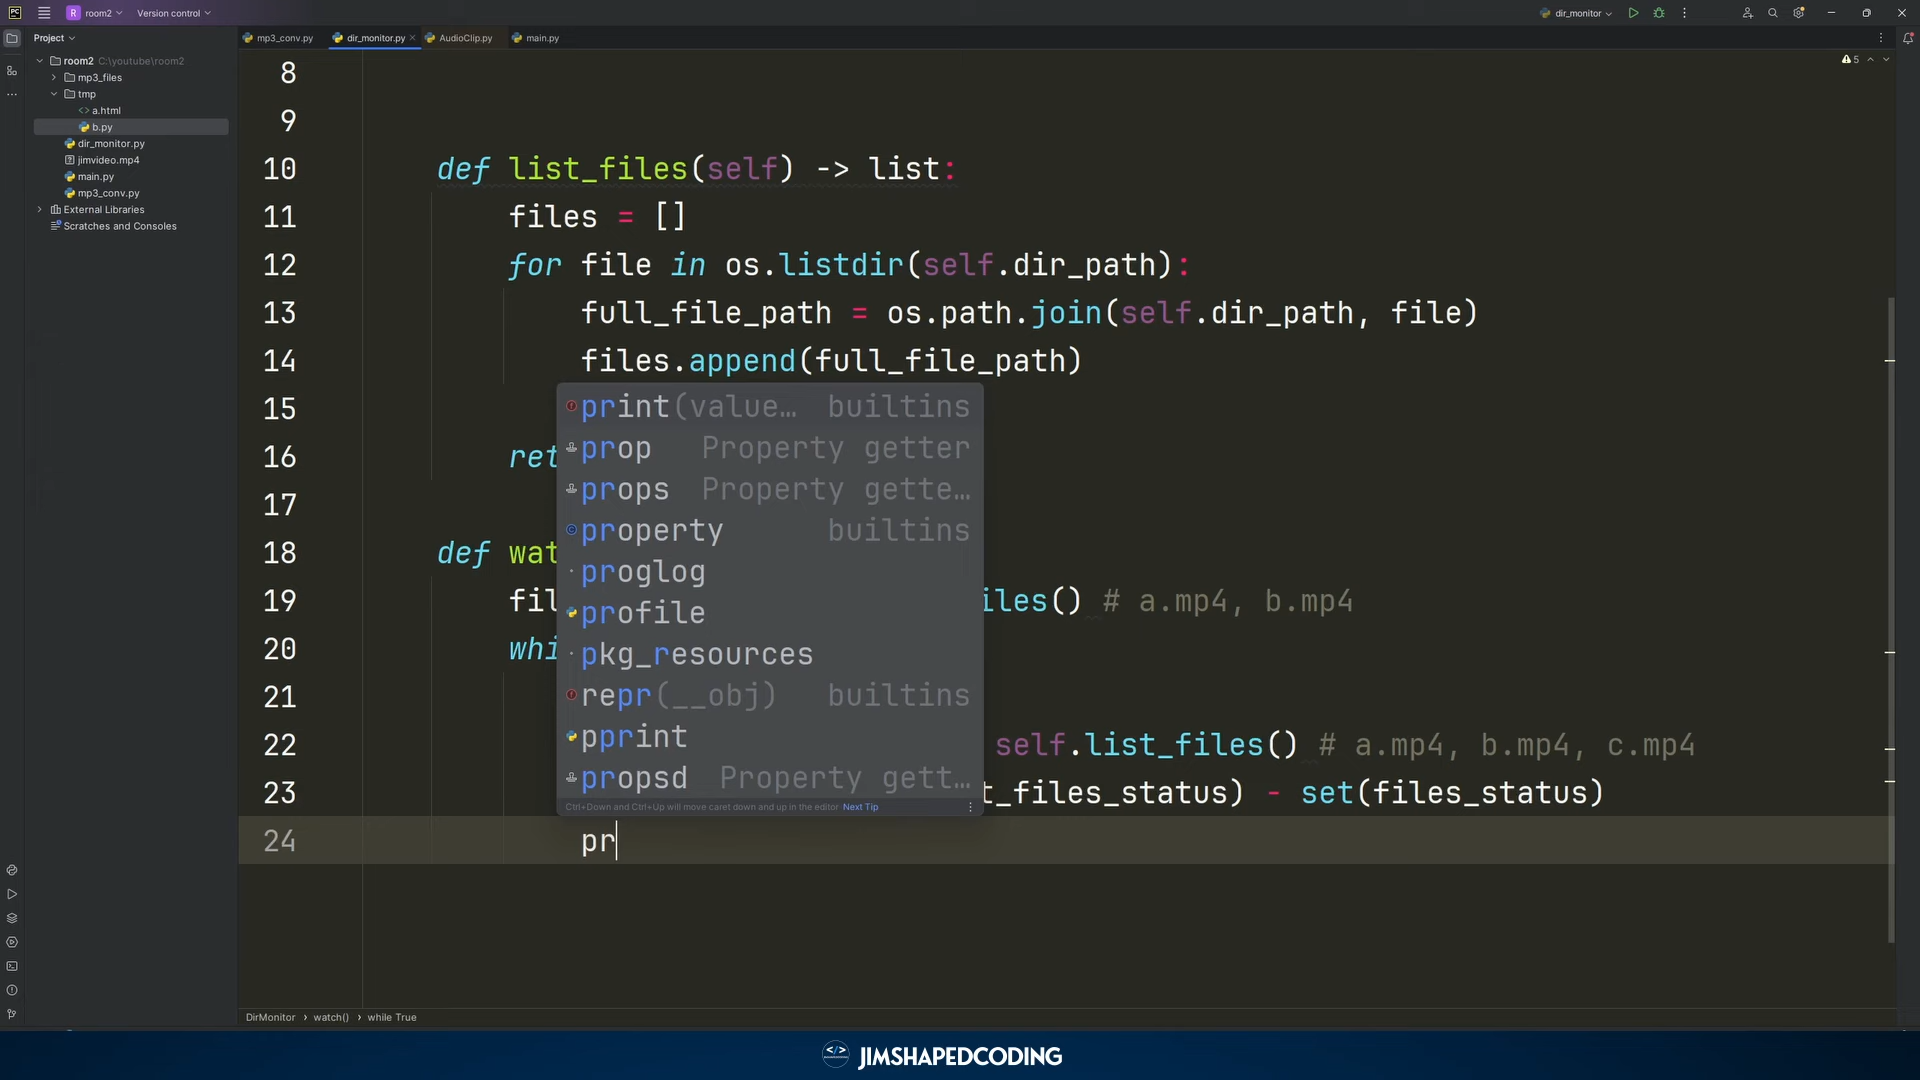 PC
R room2
Version control
dir_monitor
Project
mp3_conv.py
dir_monitor.py
AudioClip.py
main.py
room2 C:\youtube\room2
mp3_files
tmp
a.html
b.py
dir_monitor.py
jimvideo.mp4
main.py
mp3_conv.py
External Libraries
Scratches and Consoles
5
8
9
10 def list_files(self) -> list:
11 files = []
12 for file in os.listdir(self.dir_path):
13 full_file_path = os.path.join(self.dir_path, file)
14 files.append(full_file_path)
15
16 ret
17
18 def wat
19 fil iles() # a.mp4, b.mp4
20 whi
21
22 self.list_files() # a.mp4, b.mp4, c.mp4
23 t_files_status) - set(files_status)
24 pr
print(value… builtins
prop Property getter
props Property gette…
property builtins
proglog
profile
pkg_resources
repr(__obj) builtins
pprint
propsd Property gett…
Ctrl+Down and Ctrl+Up will move caret down and up in the editor Next Tip
DirMonitor › watch() › while True
</> JIMSHAPEDCODING